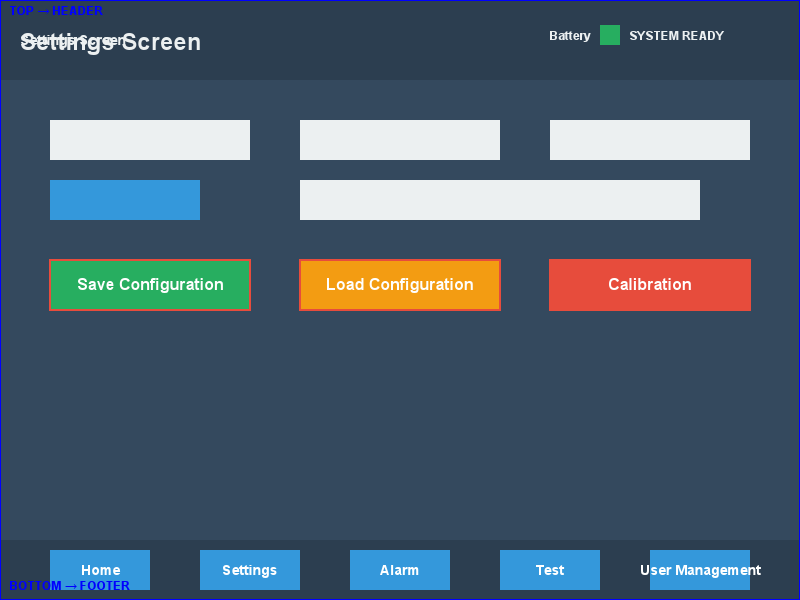 TOP → HEADER
Settings Screen
Settings Screen
Battery
SYSTEM READY
Save Configuration
Load Configuration
Calibration
Home
Settings
Alarm
Test
User Management
BOTTOM → FOOTER